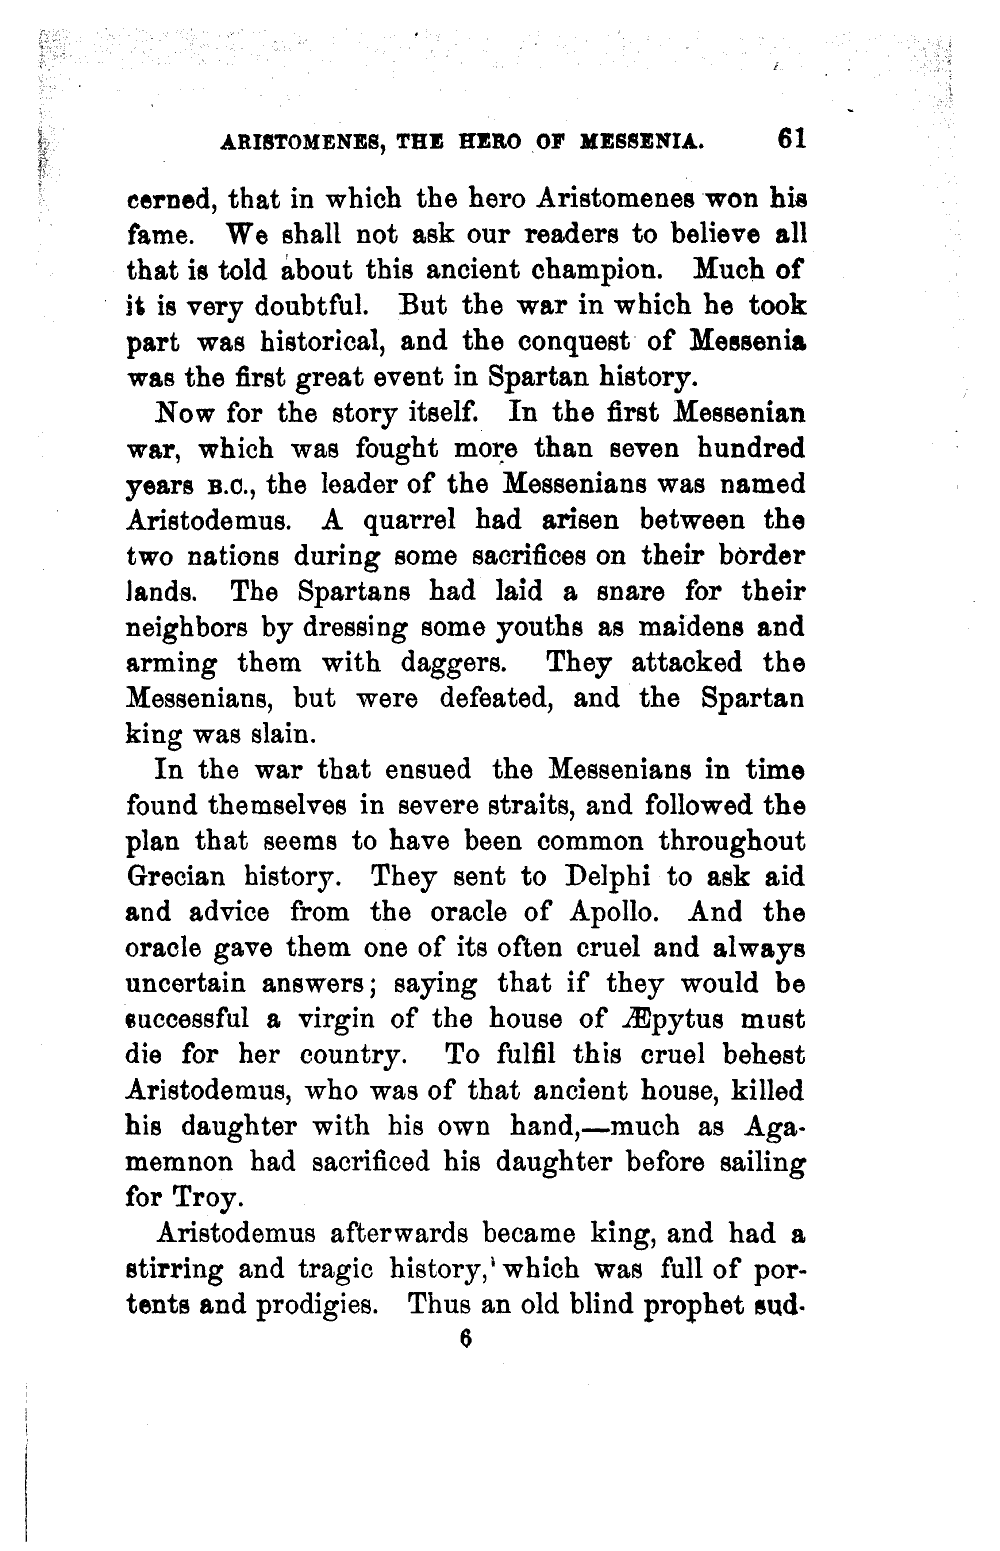 ARISTOMENES, THE HERO OF MESSENIA. 61
cerned, that in which the hero Aristomenes won his
fame. We shall not ask our readers to believe all
that is told about this ancient champion. Much of
it is very doubtful. But the war in which he took
part was historical, and the conquest of Messenia
was the first great event in Spartan history.
Now for the story itself. In the first Messenian
war, which was fought more than seven hundred
years B.C., the leader of the Messenians was named
Aristodemus. A quarrel had arisen between the
two nations during some sacrifices on their border
lands. The Spartans had laid a snare for their
neighbors by dressing some youths as maidens and
arming them with daggers. They attacked the
Messenians, but were defeated, and the Spartan
king was slain.
In the war that ensued the Messenians in time
found themselves in severe straits, and followed the
plan that seems to have been common throughout
Grecian history. They sent to Delphi to ask aid
and advice from the oracle of Apollo. And the
oracle gave them one of its often cruel and always
uncertain answers; saying that if they would be
successful a virgin of the house of Æpytus must
die for her country. To fulfil this cruel behest
Aristodemus, who was of that ancient house, killed
his daughter with his own hand,—much as Aga-
memnon had sacrificed his daughter before sailing
for Troy.
Aristodemus afterwards became king, and had a
stirring and tragic history, which was full of por-
tents and prodigies. Thus an old blind prophet sud-
6